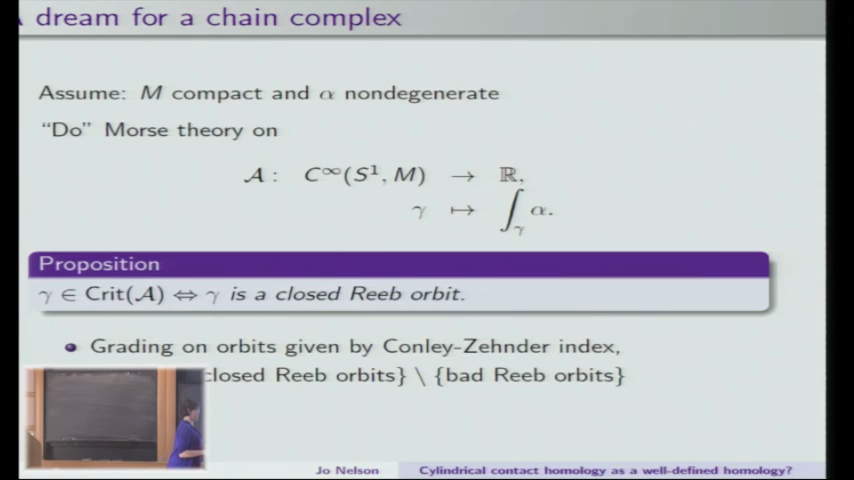 dream for a chain complex
Assume: M compact and α nondegenerate
“Do” Morse theory on
𝒜 : C^∞(S¹, M) → ℝ,
γ ↦ ∫_γ α.
Proposition
γ ∈ Crit(𝒜) ⇔ γ is a closed Reeb orbit.
• Grading on orbits given by Conley-Zehnder index,
closed Reeb orbits} \ {bad Reeb orbits}
Jo Nelson Cylindrical contact homology as a well-defined homology?